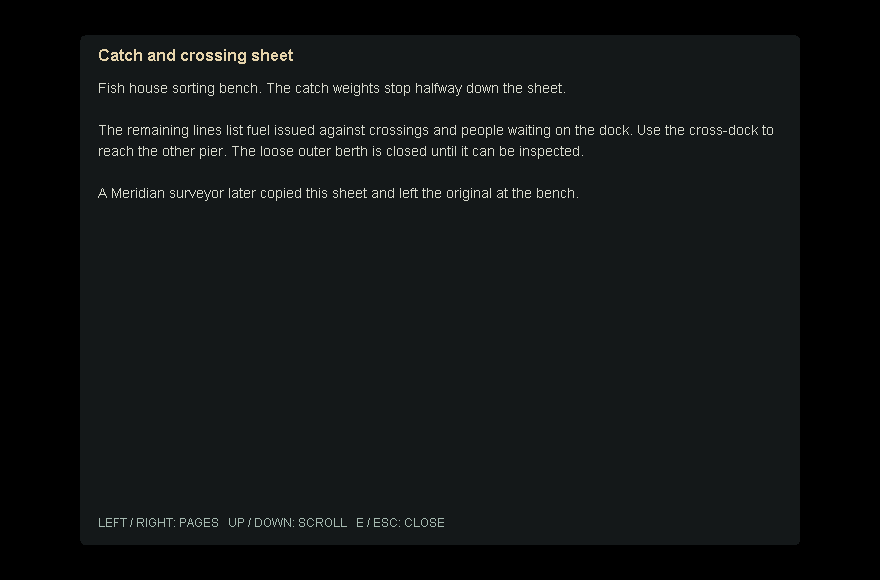 Catch and crossing sheet
Fish house sorting bench. The catch weights stop halfway down the sheet.
The remaining lines list fuel issued against crossings and people waiting on the dock. Use the cross-dock to
reach the other pier. The loose outer berth is closed until it can be inspected.
A Meridian surveyor later copied this sheet and left the original at the bench.
LEFT / RIGHT: PAGES   UP / DOWN: SCROLL   E / ESC: CLOSE